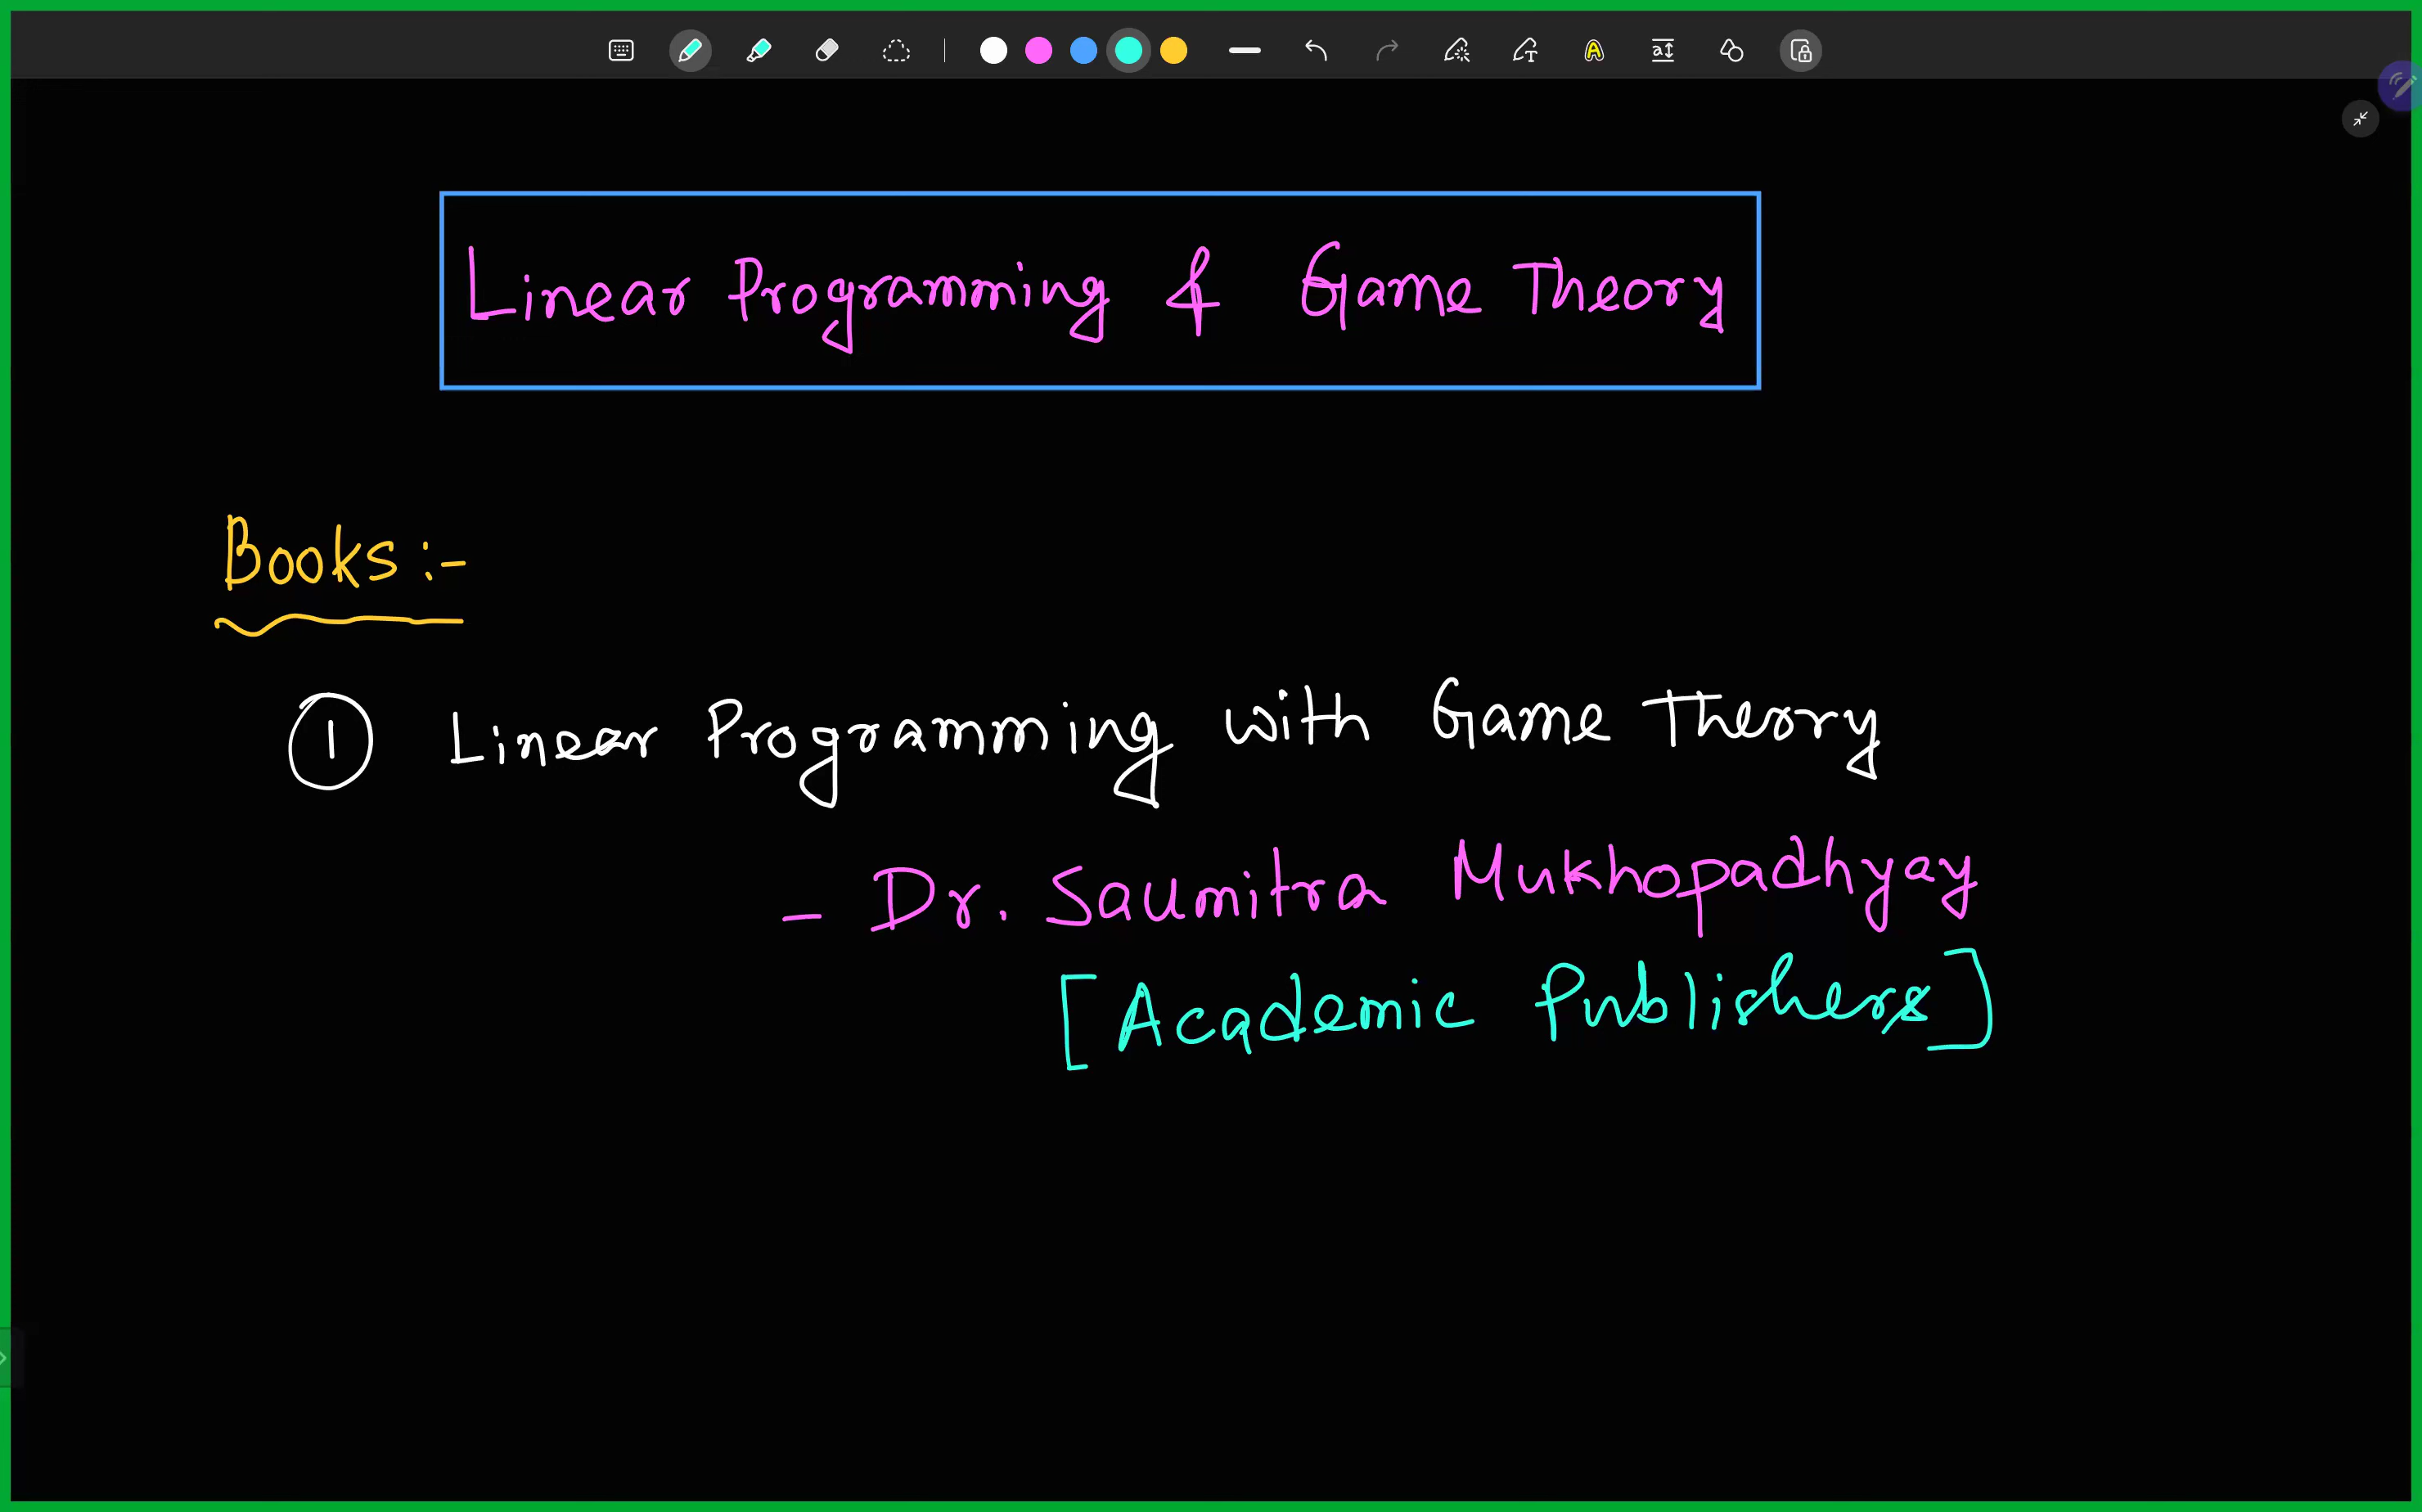 Linear Programming & Game Theory
Books :-
① Linear Programming with Game Theory
- Dr. Saumitra Mukhopadhyay
[Academic Publishers]